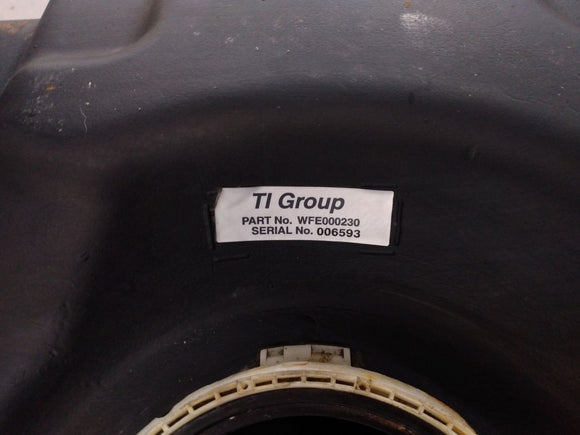 TI Group
PART No. WFE000230
SERIAL No. 006593